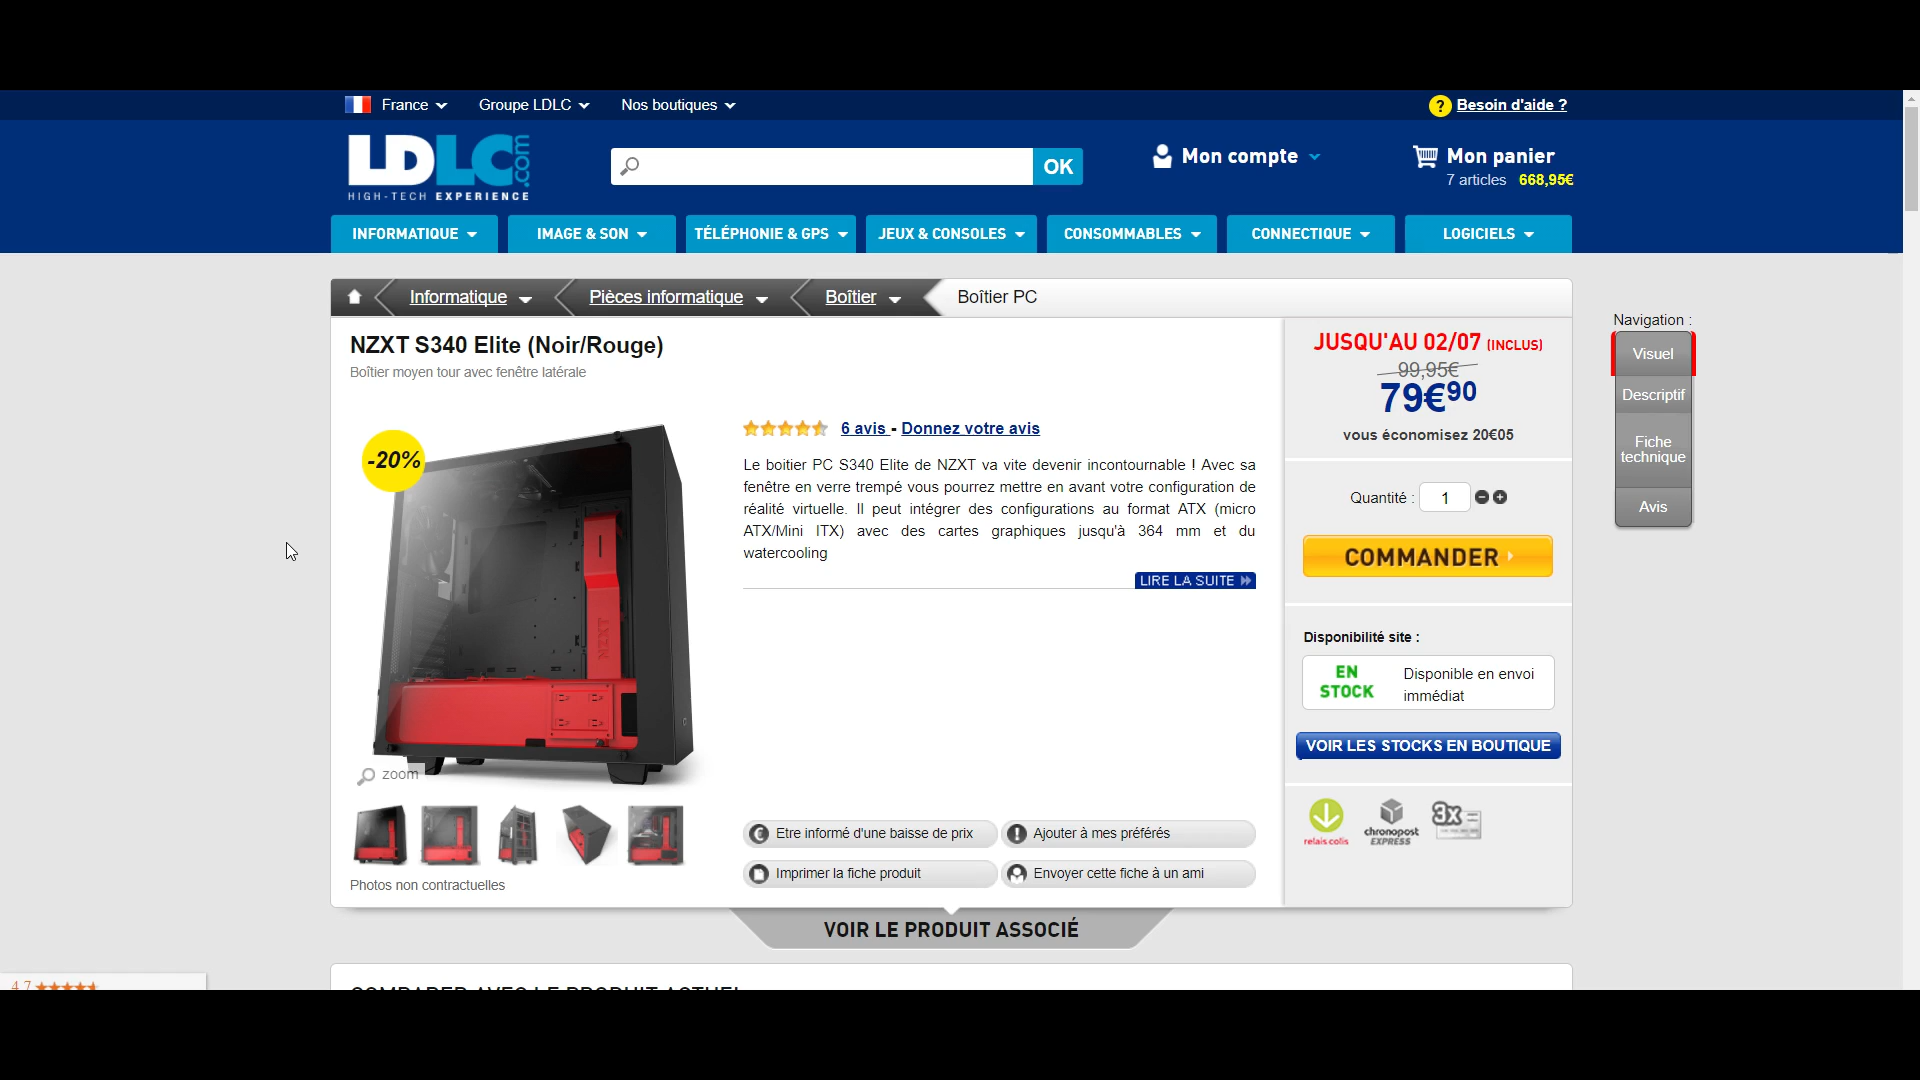 France
Groupe LDLC
Nos boutiques
? Besoin d'aide ?
LDLC.com
HIGH-TECH EXPERIENCE
OK
Mon compte
Mon panier
7 articles 668,95€
INFORMATIQUE
IMAGE & SON
TÉLÉPHONIE & GPS
JEUX & CONSOLES
CONSOMMABLES
CONNECTIQUE
LOGICIELS
Informatique
Pièces informatique
Boîtier
Boîtier PC
NZXT S340 Elite (Noir/Rouge)
Boîtier moyen tour avec fenêtre latérale
-20%
NZXT
zoom
Photos non contractuelles
6 avis - Donnez votre avis
Le boitier PC S340 Elite de NZXT va vite devenir incontournable ! Avec sa
fenêtre en verre trempé vous pourrez mettre en avant votre configuration de
réalité virtuelle. Il peut intégrer des configurations au format ATX (micro
ATX/Mini ITX) avec des cartes graphiques jusqu'à 364 mm et du
watercooling
LIRE LA SUITE
Etre informé d'une baisse de prix
Ajouter à mes préférés
Imprimer la fiche produit
Envoyer cette fiche à un ami
JUSQU'AU 02/07 (INCLUS)
99,95€
79€90
vous économisez 20€05
Quantité : 1
COMMANDER
Disponibilité site :
EN
STOCK
Disponible en envoi
immédiat
VOIR LES STOCKS EN BOUTIQUE
relais colis
chronopost
EXPRESS
3x
Navigation :
Visuel
Descriptif
Fiche
technique
Avis
VOIR LE PRODUIT ASSOCIÉ
4.7
COMPARER AVEC LE PRODUIT ACTUEL